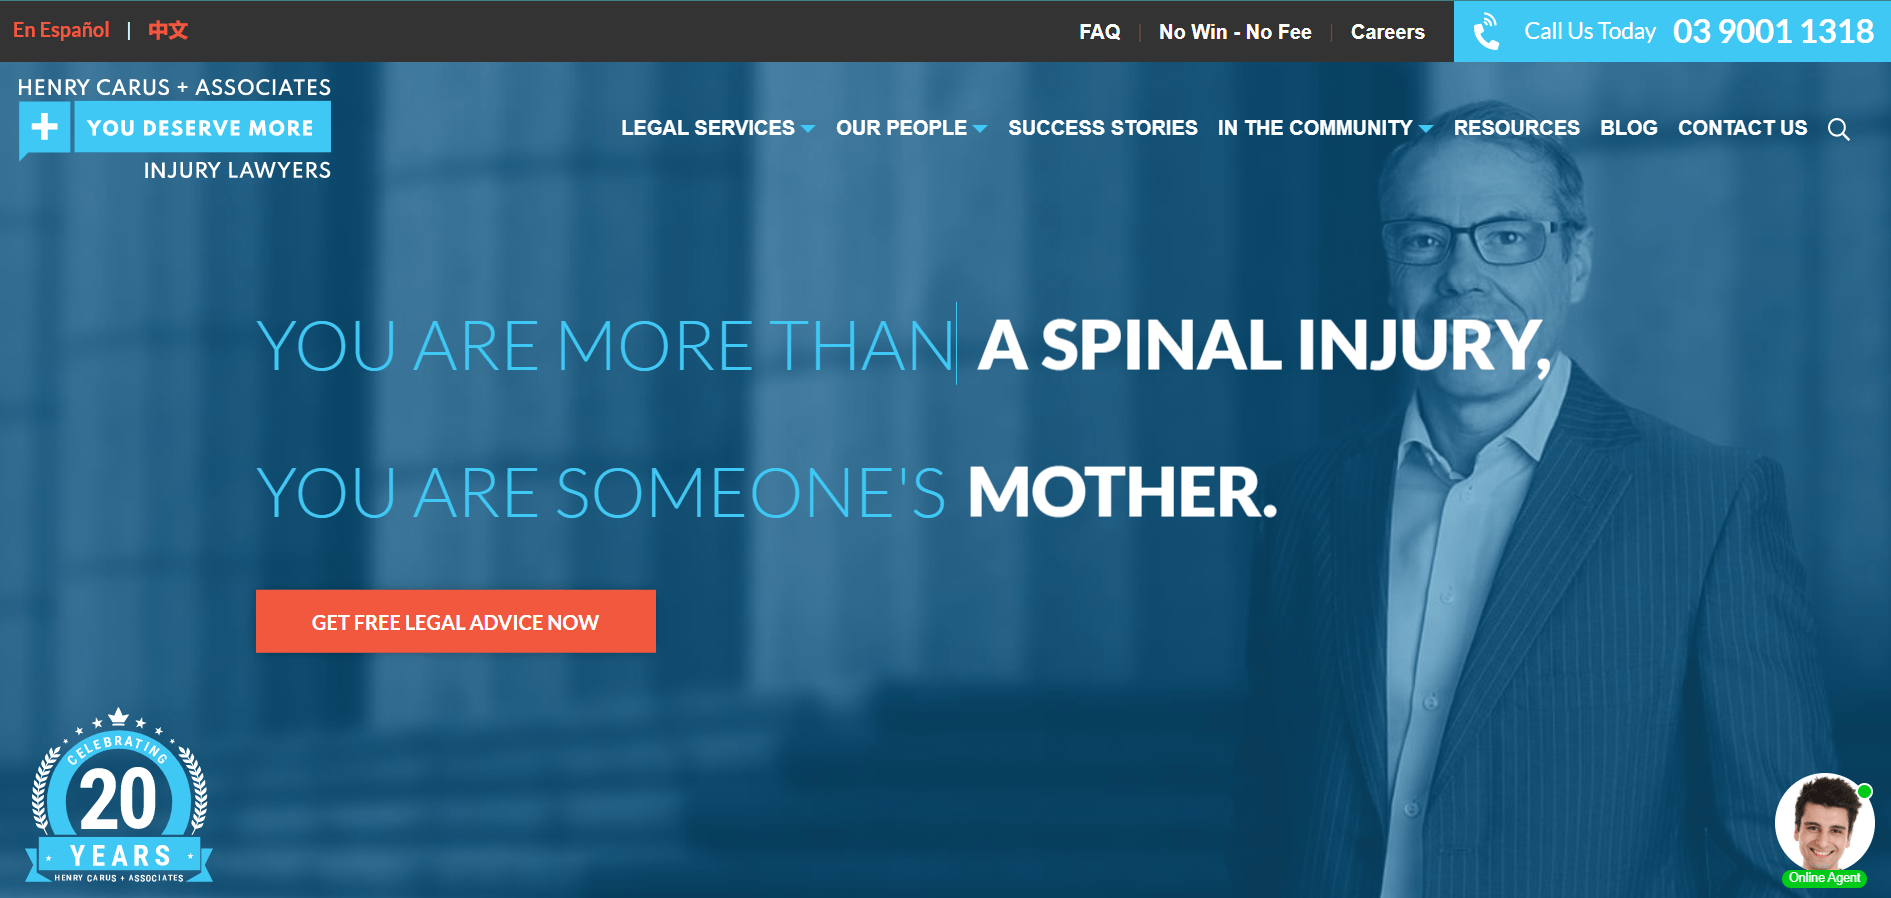 En Español | 中文
FAQ | No Win - No Fee | Careers
Call Us Today 03 9001 1318
HENRY CARUS + ASSOCIATES
YOU DESERVE MORE
INJURY LAWYERS
LEGAL SERVICES OUR PEOPLE SUCCESS STORIES IN THE COMMUNITY RESOURCES BLOG CONTACT US
YOU ARE MORE THAN A SPINAL INJURY,
YOU ARE SOMEONE'S MOTHER.
GET FREE LEGAL ADVICE NOW
CELEBRATING
20
YEARS
HENRY CARUS + ASSOCIATES
Online Agent